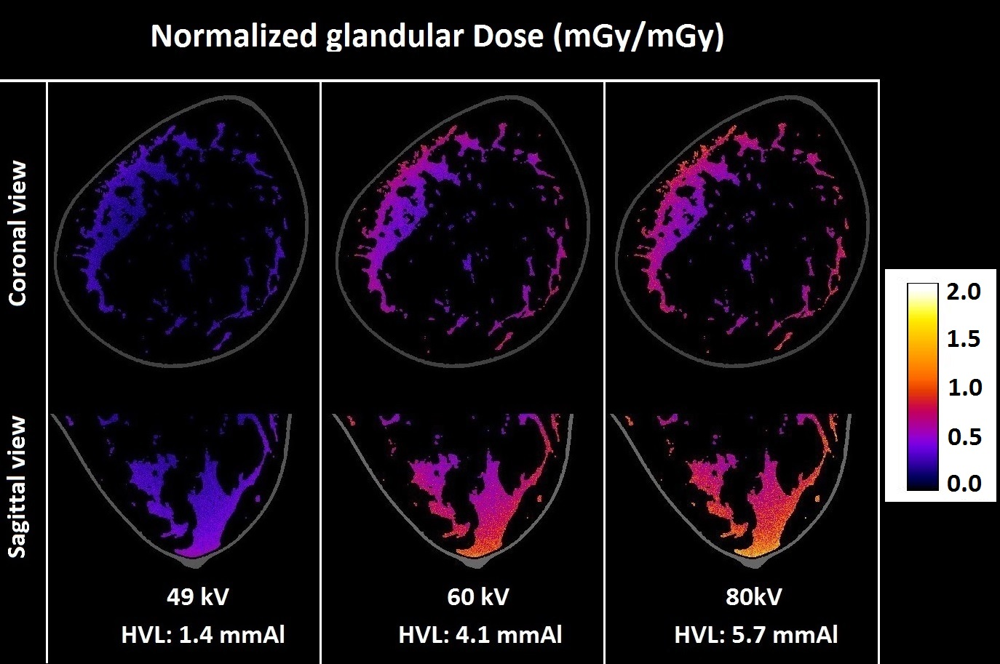 Normalized glandular Dose (mGy/mGy)
Coronal view
Sagittal view
2.0
1.5
1.0
0.5
0.0
49 kV
60 kV
80kV
HVL: 1.4 mmAl
HVL: 4.1 mmAl
HVL: 5.7 mmAl